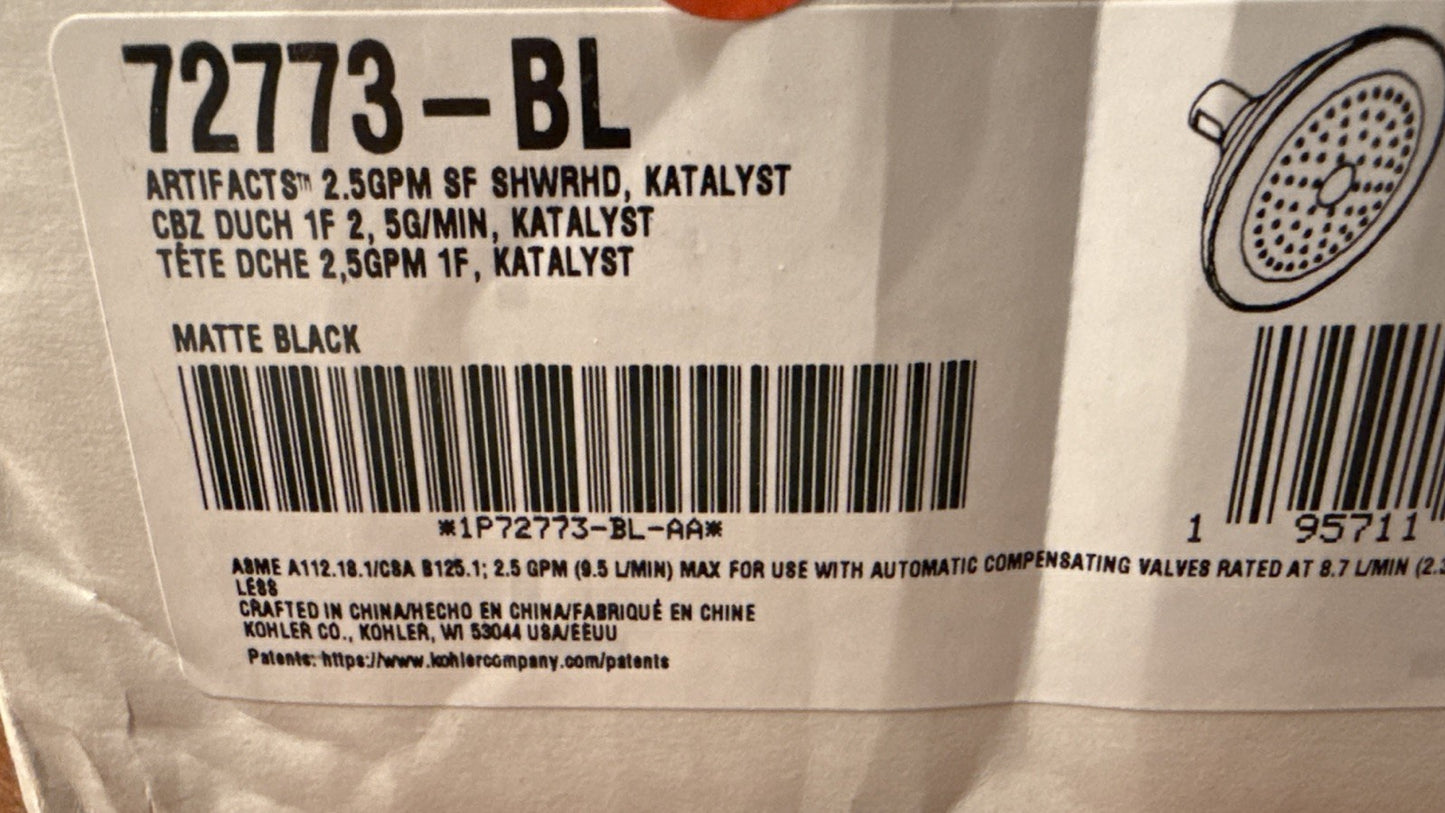 72773-BL
ARTIFACTS™ 2.5GPM SF SHWRHD, KATALYST
CBZ DUCH 1F 2, 5G/MIN, KATALYST
TÊTE DCHE 2,5GPM 1F, KATALYST
MATTE BLACK
*1P72773-BL-AA*
1 95711
ASME A112.18.1/CSA B125.1; 2.5 GPM (9.5 L/MIN) MAX FOR USE WITH AUTOMATIC COMPENSATING VALVES RATED AT 8.7 L/MIN (2.3
LESS
CRAFTED IN CHINA/HECHO EN CHINA/FABRIQUÉ EN CHINE
KOHLER CO., KOHLER, WI 53044 USA/EEUU
Patents: https://www.kohlercompany.com/patents